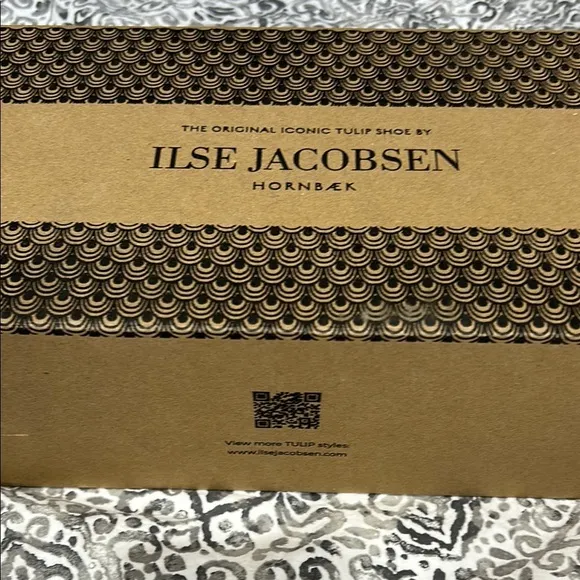 THE ORIGINAL ICONIC TULIP SHOE BY
ILSE JACOBSEN
HORNBÆK
View more TULIP styles:
www.ilsejacobsen.com